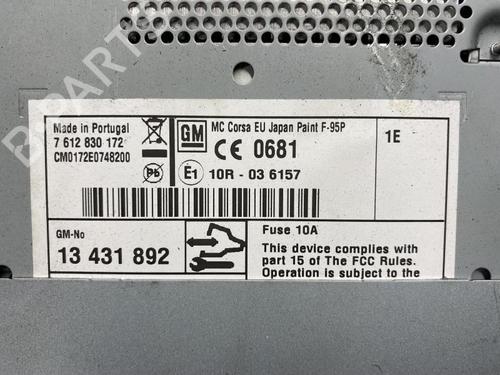 B-PARTS
Made in Portugal
7 612 830 172
CM0172E0748200
Pb
GM
MC Corsa EU Japan Paint F-95P
CE 0681
E1 10R - 03 6157
1E
GM-No
13 431 892
Fuse 10A
This device complies with
part 15 of The FCC Rules.
Operation is subject to the